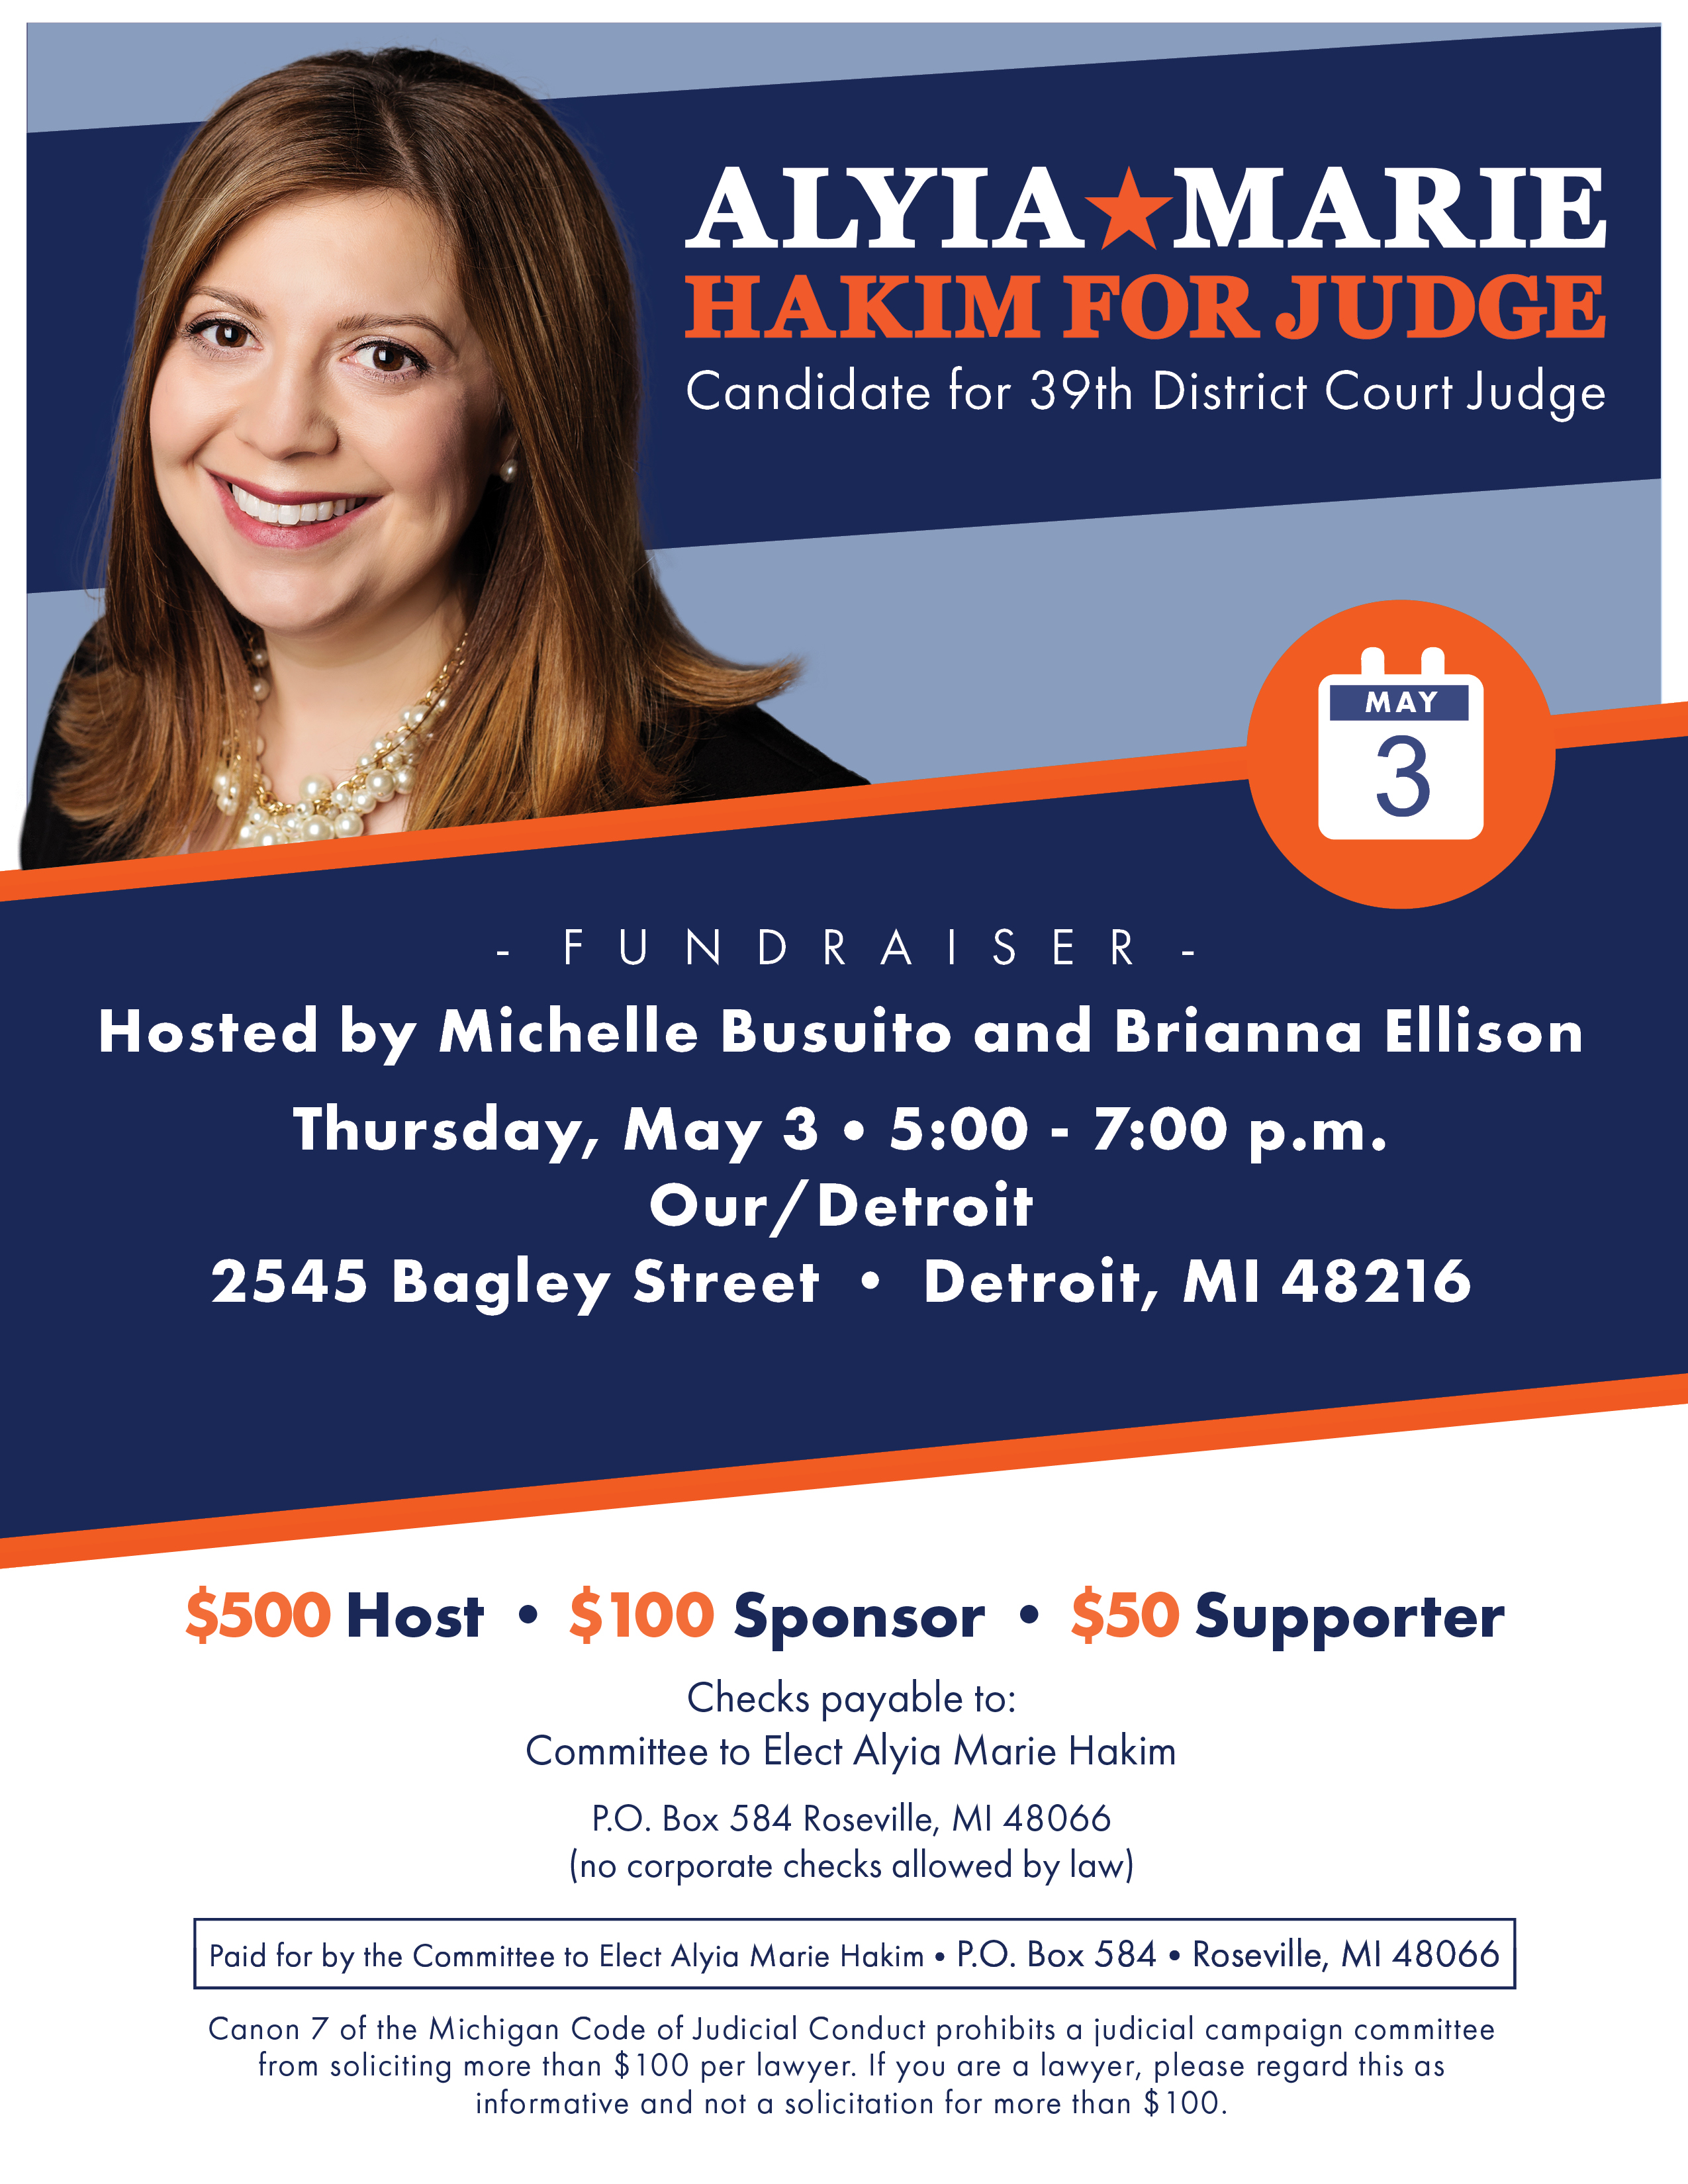 ALYIA★MARIE
HAKIM FOR JUDGE
Candidate for 39th District Court Judge
MAY
3
- FUNDRAISER -
Hosted by Michelle Busuito and Brianna Ellison
Thursday, May 3 • 5:00 - 7:00 p.m.
Our/Detroit
2545 Bagley Street • Detroit, MI 48216
$500 Host • $100 Sponsor • $50 Supporter
Checks payable to:
Committee to Elect Alyia Marie Hakim
P.O. Box 584 Roseville, MI 48066
(no corporate checks allowed by law)
Paid for by the Committee to Elect Alyia Marie Hakim • P.O. Box 584 • Roseville, MI 48066
Canon 7 of the Michigan Code of Judicial Conduct prohibits a judicial campaign committee
from soliciting more than $100 per lawyer. If you are a lawyer, please regard this as
informative and not a solicitation for more than $100.